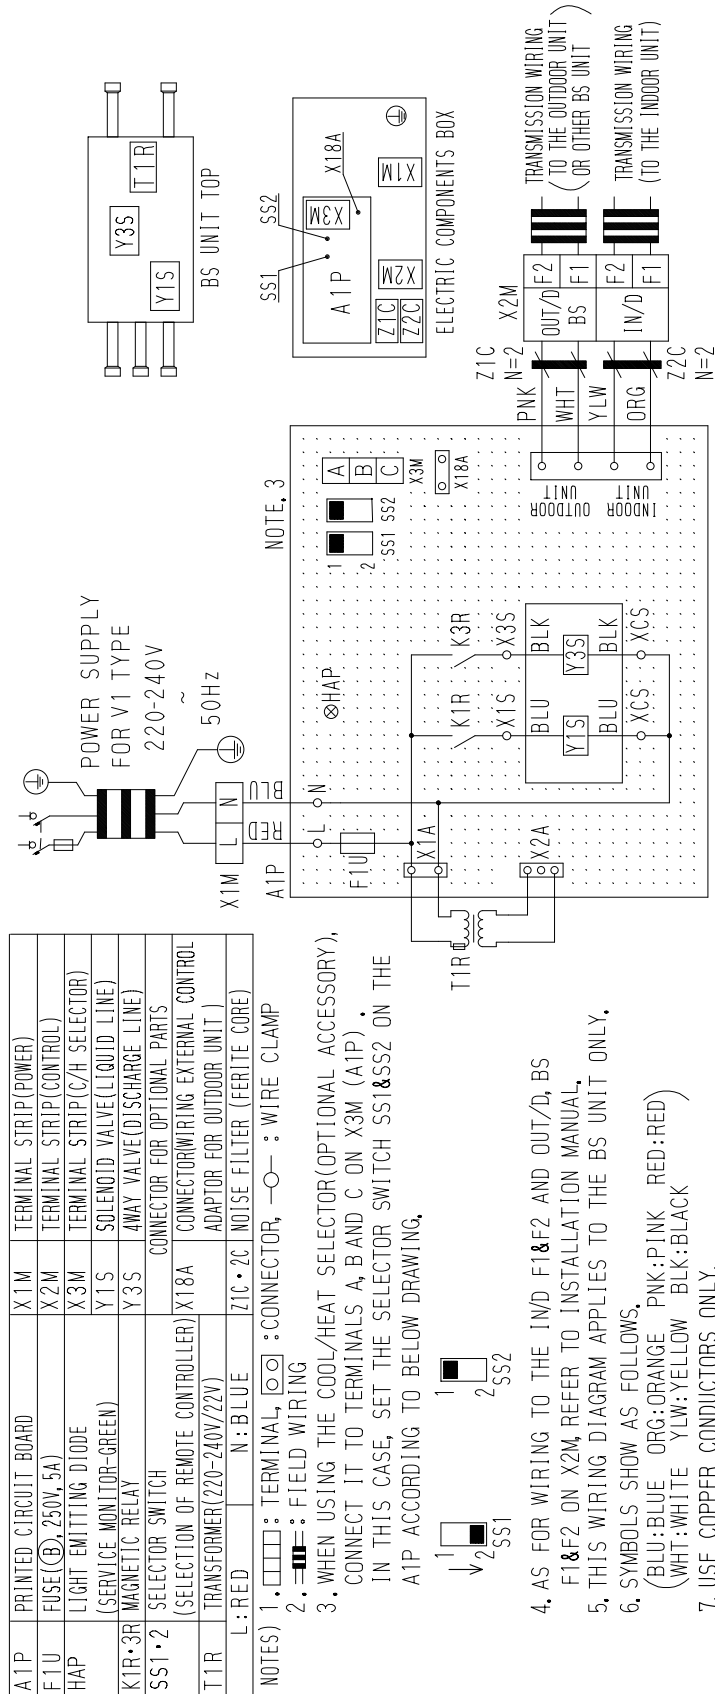 A1P PRINTED CIRCUIT BOARD
F1U FUSE(Ⓑ, 250V, 5A)
HAP LIGHT EMITTING DIODE
(SERVICE MONITOR-GREEN)
K1R·3R MAGNETIC RELAY
SS1·2 SELECTOR SWITCH
(SELECTION OF REMOTE CONTROLLER)
T1R TRANSFORMER(220-240V/22V)
X1M TERMINAL STRIP(POWER)
X2M TERMINAL STRIP(CONTROL)
X3M TERMINAL STRIP(C/H SELECTOR)
Y1S SOLENOID VALVE(LIQUID LINE)
Y3S 4WAY VALVE(DISCHARGE LINE)
CONNECTOR FOR OPTIONAL PARTS
X18A CONNECTOR(WIRING EXTERNAL CONTROL
ADAPTOR FOR OUTDOOR UNIT)
Z1C·2C NOISE FILTER (FERITE CORE)
L:RED N:BLUE
NOTES) 1. : TERMINAL, : CONNECTOR, : WIRE CLAMP
2. : FIELD WIRING
3. WHEN USING THE COOL/HEAT SELECTOR(OPTIONAL ACCESSORY),
CONNECT IT TO TERMINALS A, B AND C ON X3M (A1P).
IN THIS CASE, SET THE SELECTOR SWITCH SS1&SS2 ON THE
A1P ACCORDING TO BELOW DRAWING.
1
2
SS1
1
2
SS2
4. AS FOR WIRING TO THE IN/D F1&F2 AND OUT/D, BS
F1&F2 ON X2M, REFER TO INSTALLATION MANUAL.
5. THIS WIRING DIAGRAM APPLIES TO THE BS UNIT ONLY.
6. SYMBOLS SHOW AS FOLLOWS.
(BLU:BLUE ORG:ORANGE PNK:PINK RED:RED)
(WHT:WHITE YLW:YELLOW BLK:BLACK)
7. USE COPPER CONDUCTORS ONLY.
POWER SUPPLY
FOR V1 TYPE
220-240V
~
50Hz
X1M
L
N
RED
BLU
A1P
L
N
F1U
X1A
T1R
X2A
HAP
K1R
K3R
X1S
X3S
BLU
BLK
Y1S
Y3S
BLU
BLK
XCS
XCS
NOTE.3
1
2
SS1
SS2
A
B
C
X3M
X18A
OUTDOOR
UNIT
INDOOR
UNIT
PNK
WHT
YLW
ORG
Z1C
N=2
Z2C
N=2
X2M
OUT/D
BS
IN/D
F2
F1
F2
F1
TRANSMISSION WIRING
(TO THE OUTDOOR UNIT)
(OR OTHER BS UNIT)
TRANSMISSION WIRING
(TO THE INDOOR UNIT)
Y1S
Y3S
T1R
BS UNIT TOP
SS1
SS2
X18A
A1P
X3M
Z1C
Z2C
X2M
X1M
ELECTRIC COMPONENTS BOX